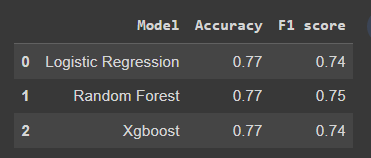 Model Accuracy F1 score
0 Logistic Regression 0.77 0.74
1 Random Forest 0.77 0.75
2 Xgboost 0.77 0.74